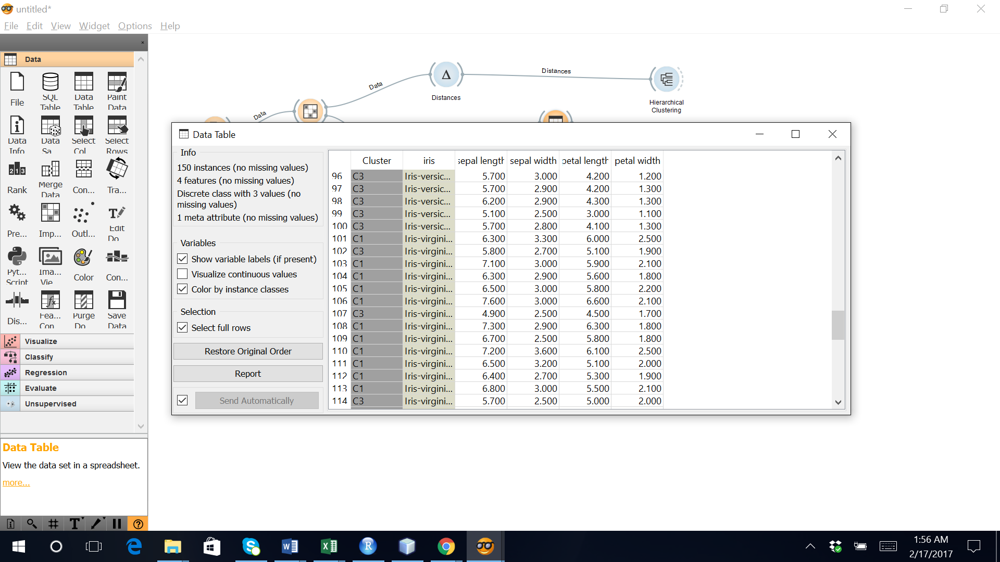 untitled*
File Edit View Widget Options Help
Data
File
SQL Table
Data Table
Paint Data
Data Info
Data Sa...
Select Col...
Select Rows
Rank
Merge Data
Con...
Tra...
Pre...
Imp...
Outl...
Edit Do...
Pyt... Script
Ima... Vie...
Color
Con...
Dis...
Fea... Con...
Purge Do...
Save Data
Visualize
Classify
Regression
Evaluate
Unsupervised
Data Table
View the data set in a spreadsheet.
more...
Data
Data
Distances
Distances
Hierarchical
Clustering
Data Table
Info
150 instances (no missing values)
4 features (no missing values)
Discrete class with 3 values (no
missing values)
1 meta attribute (no missing values)
Variables
Show variable labels (if present)
Visualize continuous values
Color by instance classes
Selection
Select full rows
Restore Original Order
Report
Send Automatically
Cluster iris sepal length sepal width petal length petal width
96 C3 Iris-versic... 5.700 3.000 4.200 1.200
97 C3 Iris-versic... 5.700 2.900 4.200 1.300
98 C3 Iris-versic... 6.200 2.900 4.300 1.300
99 C3 Iris-versic... 5.100 2.500 3.000 1.100
100 C3 Iris-versic... 5.700 2.800 4.100 1.300
101 C1 Iris-virgini... 6.300 3.300 6.000 2.500
102 C3 Iris-virgini... 5.800 2.700 5.100 1.900
103 C1 Iris-virgini... 7.100 3.000 5.900 2.100
104 C1 Iris-virgini... 6.300 2.900 5.600 1.800
105 C1 Iris-virgini... 6.500 3.000 5.800 2.200
106 C1 Iris-virgini... 7.600 3.000 6.600 2.100
107 C3 Iris-virgini... 4.900 2.500 4.500 1.700
108 C1 Iris-virgini... 7.300 2.900 6.300 1.800
109 C1 Iris-virgini... 6.700 2.500 5.800 1.800
110 C1 Iris-virgini... 7.200 3.600 6.100 2.500
111 C1 Iris-virgini... 6.500 3.200 5.100 2.000
112 C1 Iris-virgini... 6.400 2.700 5.300 1.900
113 C1 Iris-virgini... 6.800 3.000 5.500 2.100
114 C3 Iris-virgini... 5.700 2.500 5.000 2.000
1:56 AM
2/17/2017